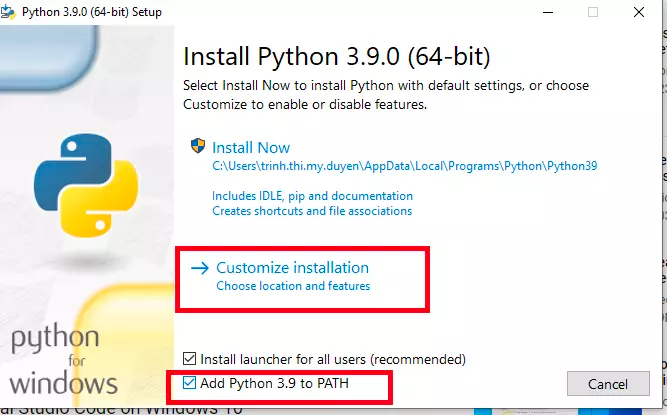 Python 3.9.0 (64-bit) Setup
Install Python 3.9.0 (64-bit)
Select Install Now to install Python with default settings, or choose
Customize to enable or disable features.
Install Now
C:\Users\trinh.thi.my.duyen\AppData\Local\Programs\Python\Python39
Includes IDLE, pip and documentation
Creates shortcuts and file associations
Customize installation
Choose location and features
python
for
windows
Install launcher for all users (recommended)
Add Python 3.9 to PATH
Cancel
al Studio Code on Windows 10